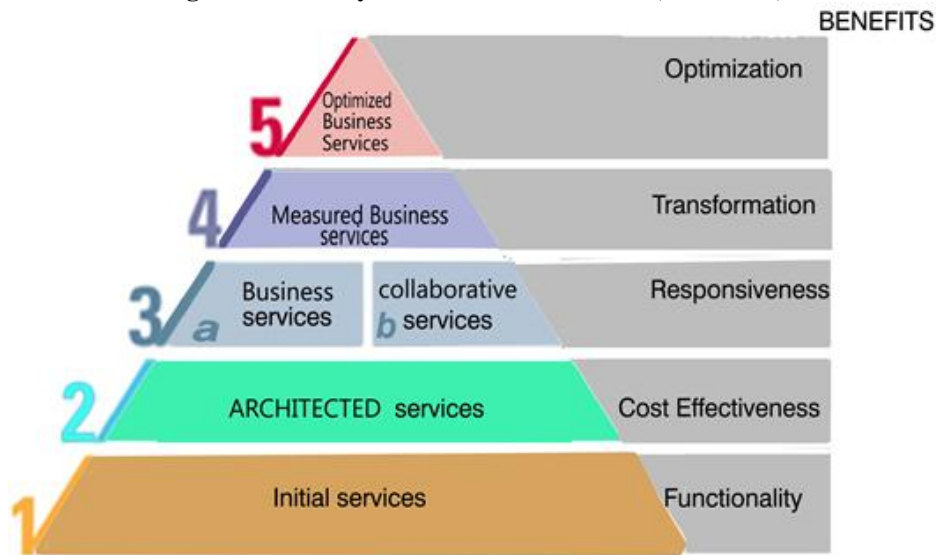 BENEFITS
5
Optimized
Business
Services
Optimization
4
Measured Business
services
Transformation
3
a
Business
services
b
collaborative
services
Responsiveness
2
ARCHITECTED services
Cost Effectiveness
1
Initial services
Functionality